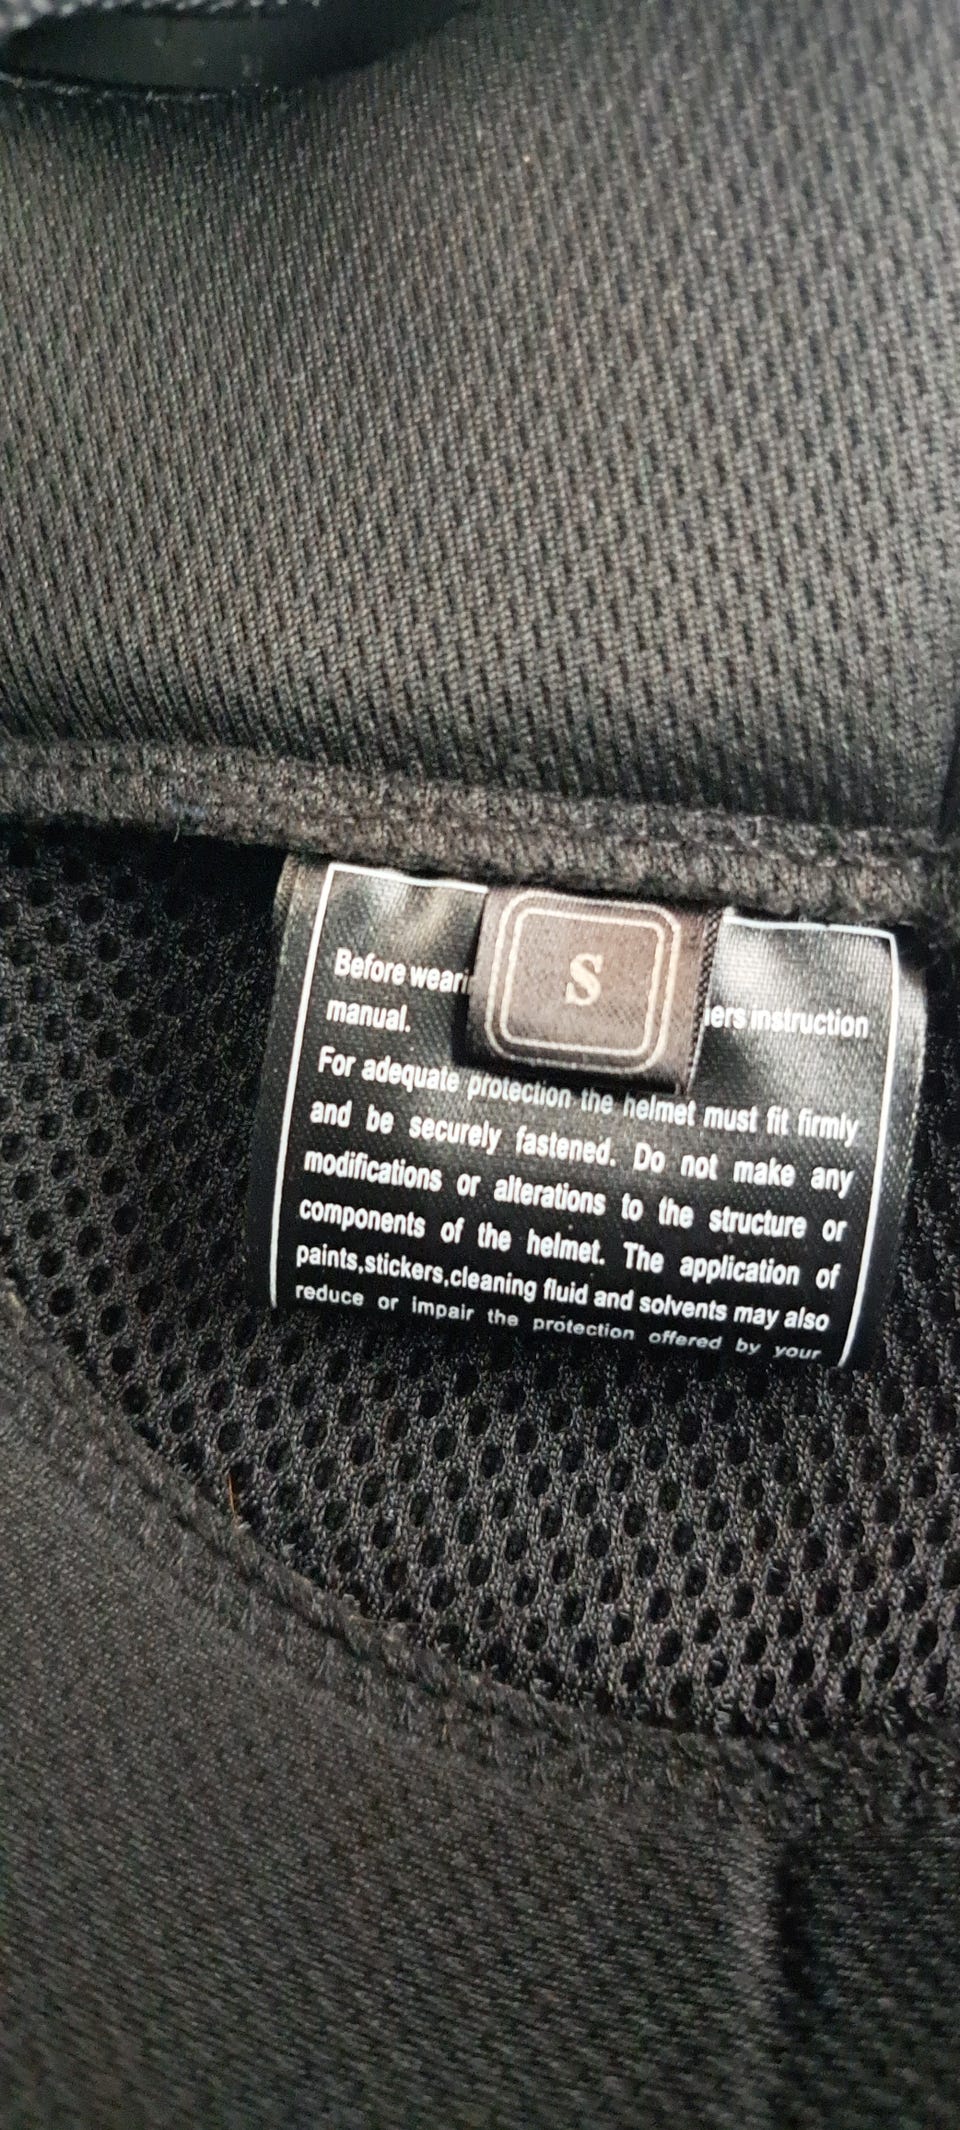 S
Before
ers instruction
manual.
For adequate protection the helmet must fit firmly
and be securely fastened. Do not make any
modifications or alterations to the structure or
components of the helmet. The application of
paints,stickers,cleaning fluid and solvents may also
reduce or impair the protection offered by your